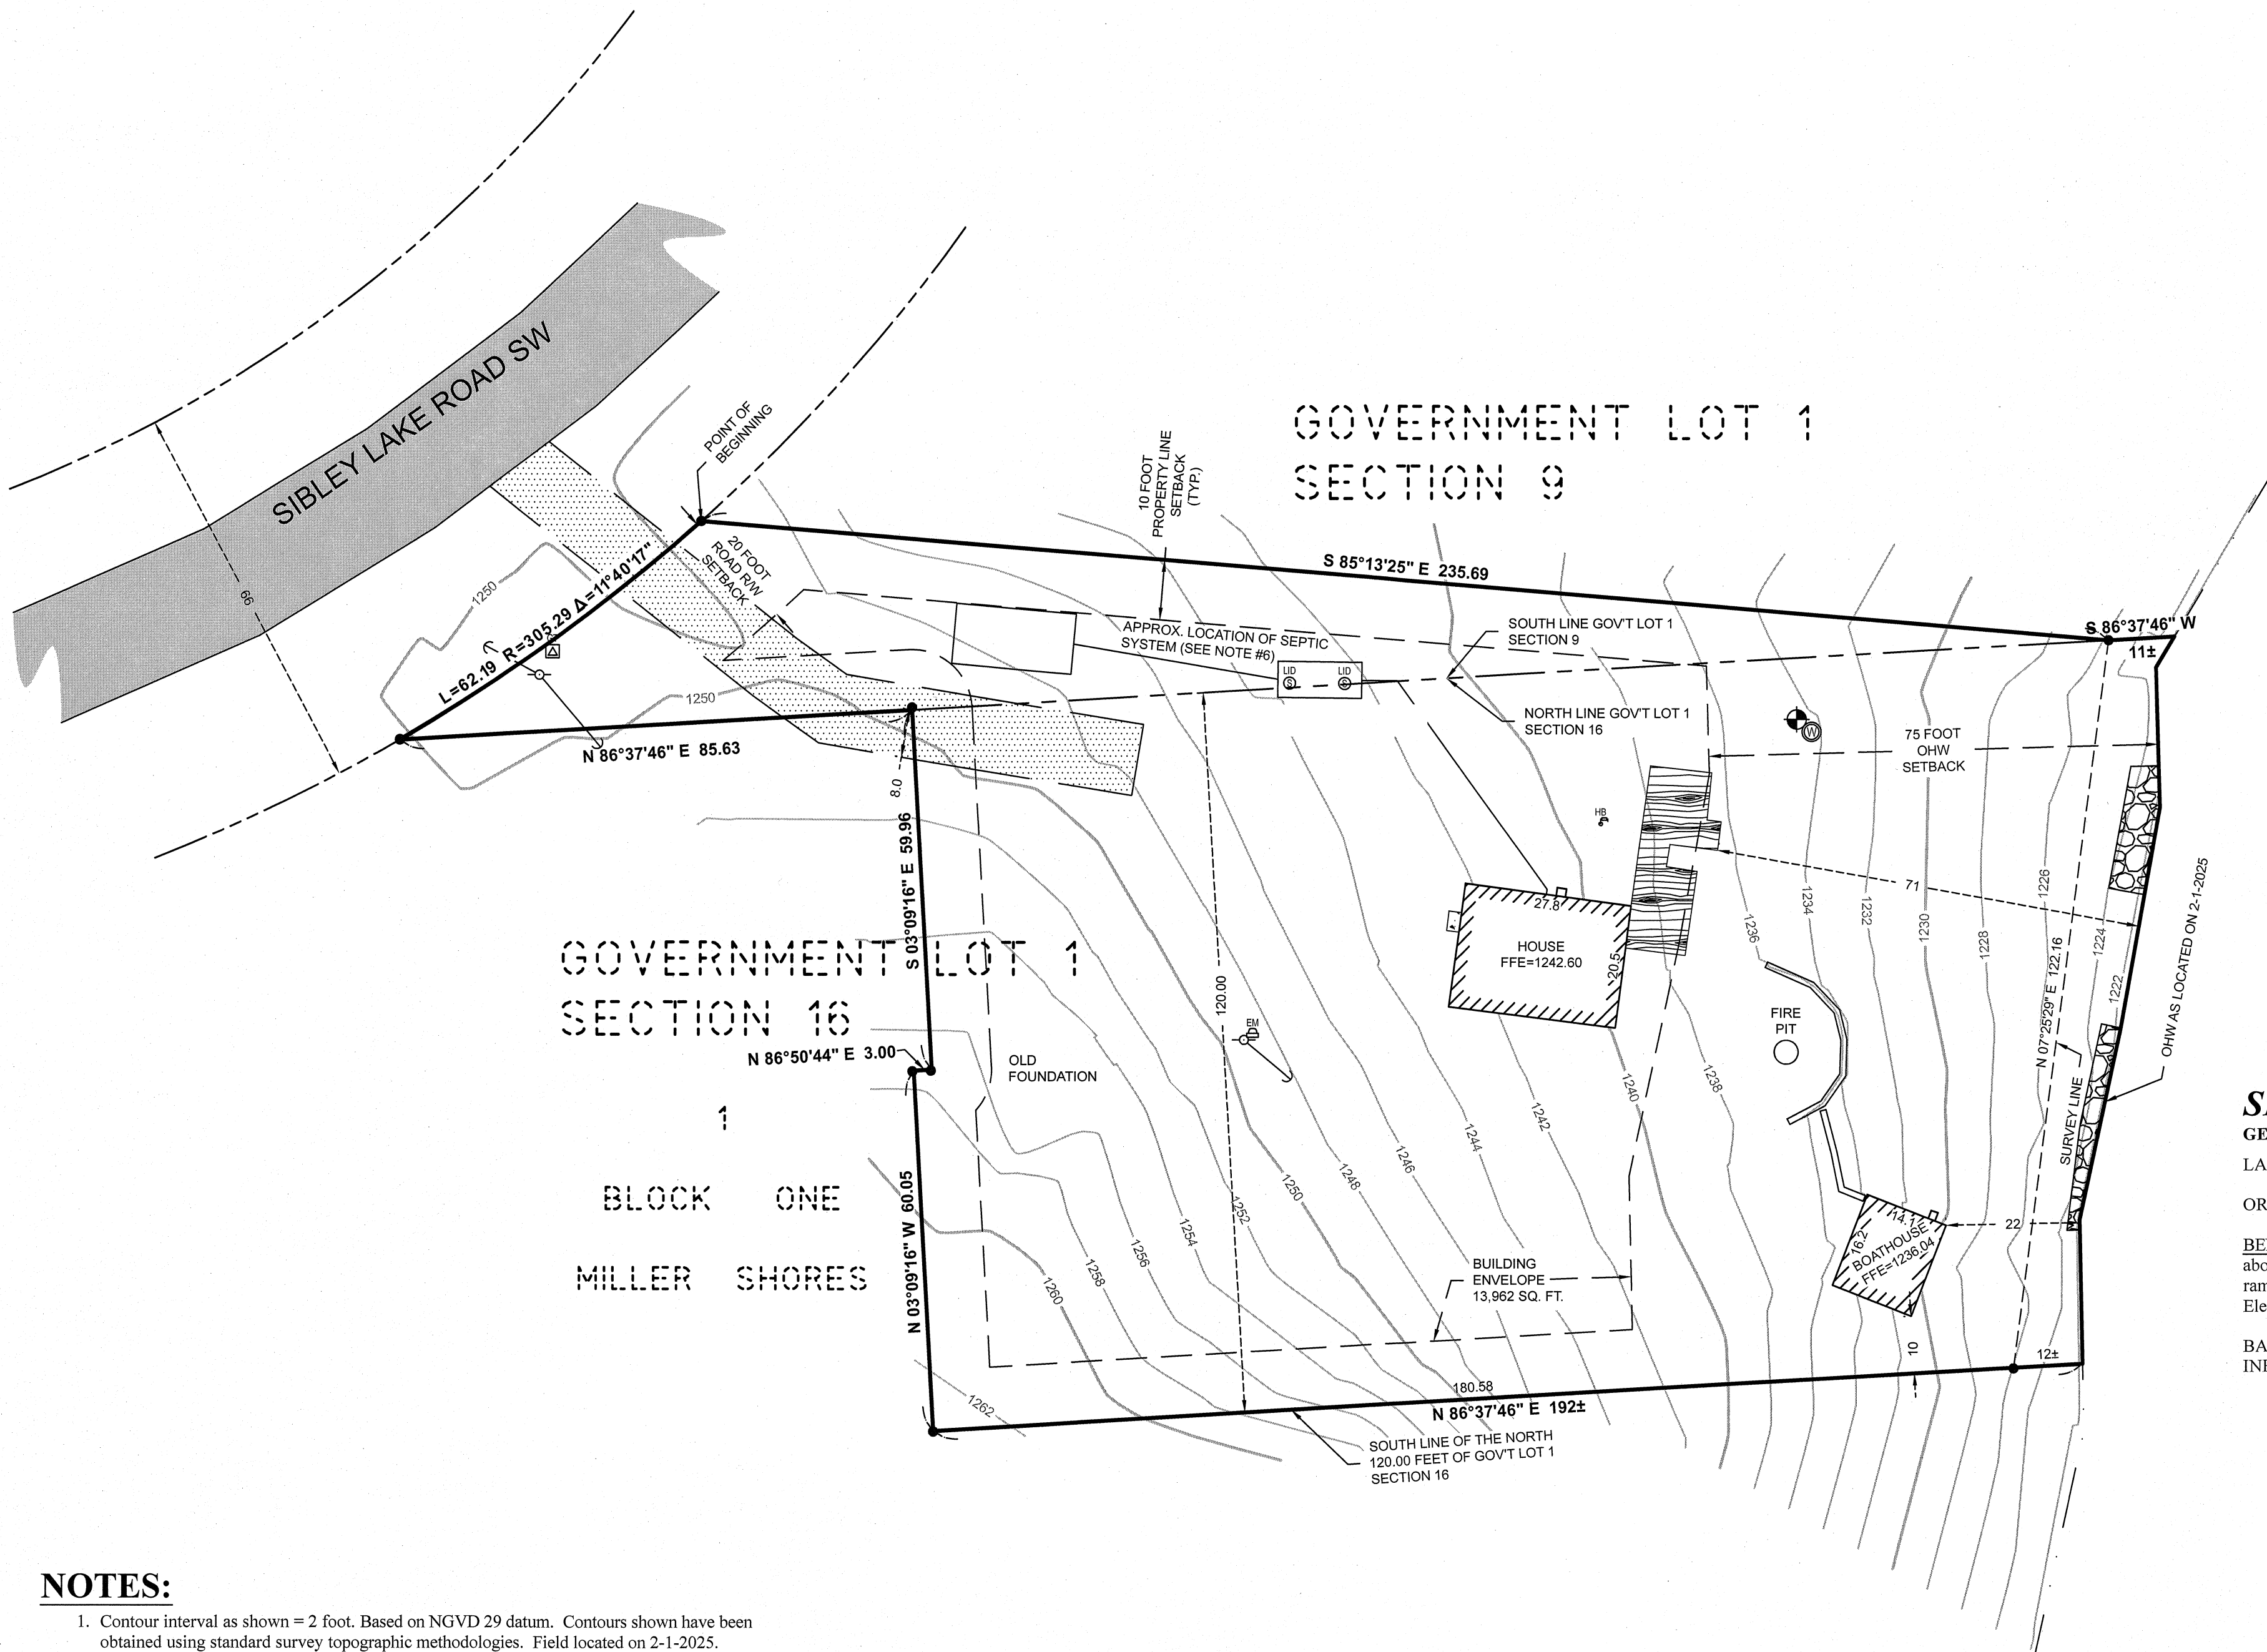 SIBLEY LAKE ROAD SW
66
POINT OF
BEGINNING
L=62.19 R=305.29 Δ=11°40'17"
20 FOOT
ROAD R/W
SETBACK
10 FOOT
PROPERTY LINE
SETBACK
(TYP.)
GOVERNMENT LOT 1
SECTION 9
S 85°13'25" E 235.69
S 86°37'46" W
11±
1250
1250
N 86°37'46" E 85.63
8.0
APPROX. LOCATION OF SEPTIC
SYSTEM (SEE NOTE #6)
LID
LID
S
S
SOUTH LINE GOV'T LOT 1
SECTION 9
NORTH LINE GOV'T LOT 1
SECTION 16
W
75 FOOT
OHW
SETBACK
HB
71
S 03°09'16" E 59.96
GOVERNMENT LOT 1
SECTION 16
N 86°50'44" E 3.00
OLD
FOUNDATION
120.00
EM
27.8
HOUSE
FFE=1242.60
20.5
FIRE
PIT
1236
1234
1232
1230
1228
1226
1224
1222
N 07°25'29" E 122.16
SURVEY LINE
OHW AS LOCATED ON 2-1-2025
1
BLOCK ONE
MILLER SHORES
N 03°09'16" W 60.05
1262
1260
1258
1256
1254
1252
1250
1248
1246
1244
1242
1240
1238
BUILDING
ENVELOPE
13,962 SQ. FT.
14.1
16.2
BOATHOUSE
FFE=1236.04
22
10
12±
180.58
N 86°37'46" E 192±
SOUTH LINE OF THE NORTH
120.00 FEET OF GOV'T LOT 1
SECTION 16
GE
LA
OR
BE
abo
ran
Ele
BA
NOTES:
1. Contour interval as shown = 2 foot. Based on NGVD 29 datum. Contours shown have been
obtained using standard survey topographic methodologies. Field located on 2-1-2025.